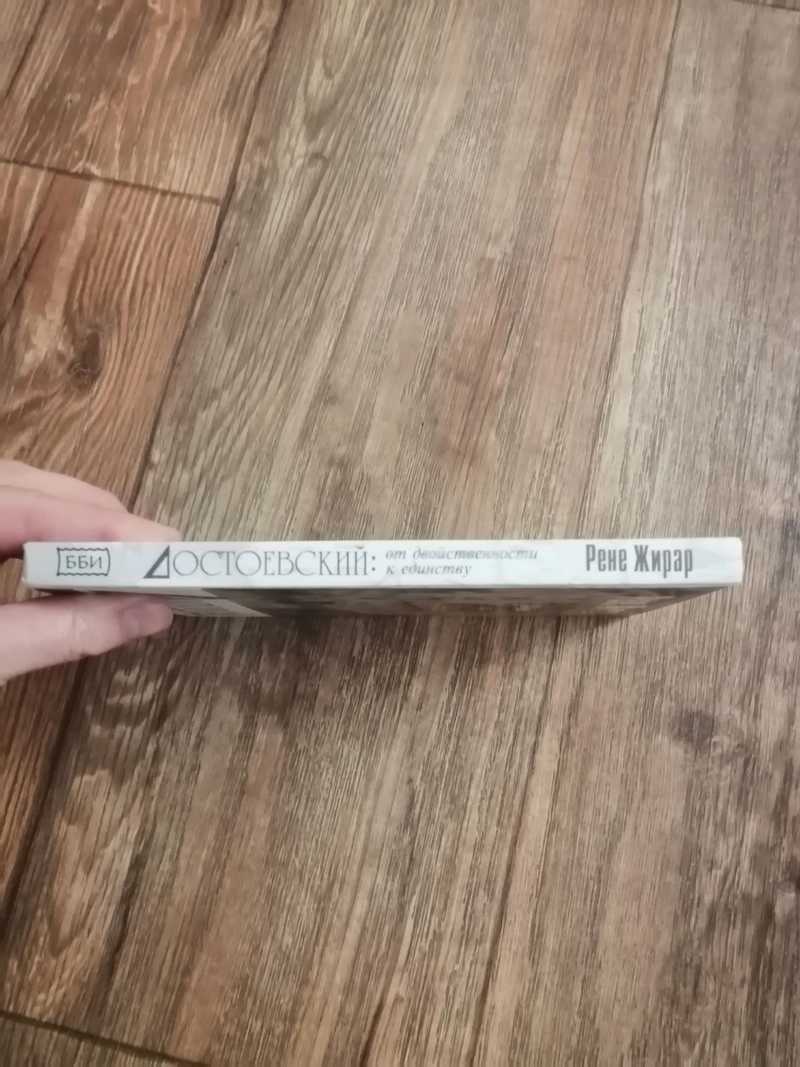 ББИ
ДОСТОЕВСКИЙ: от двойственности
к единству
Рене Жирар